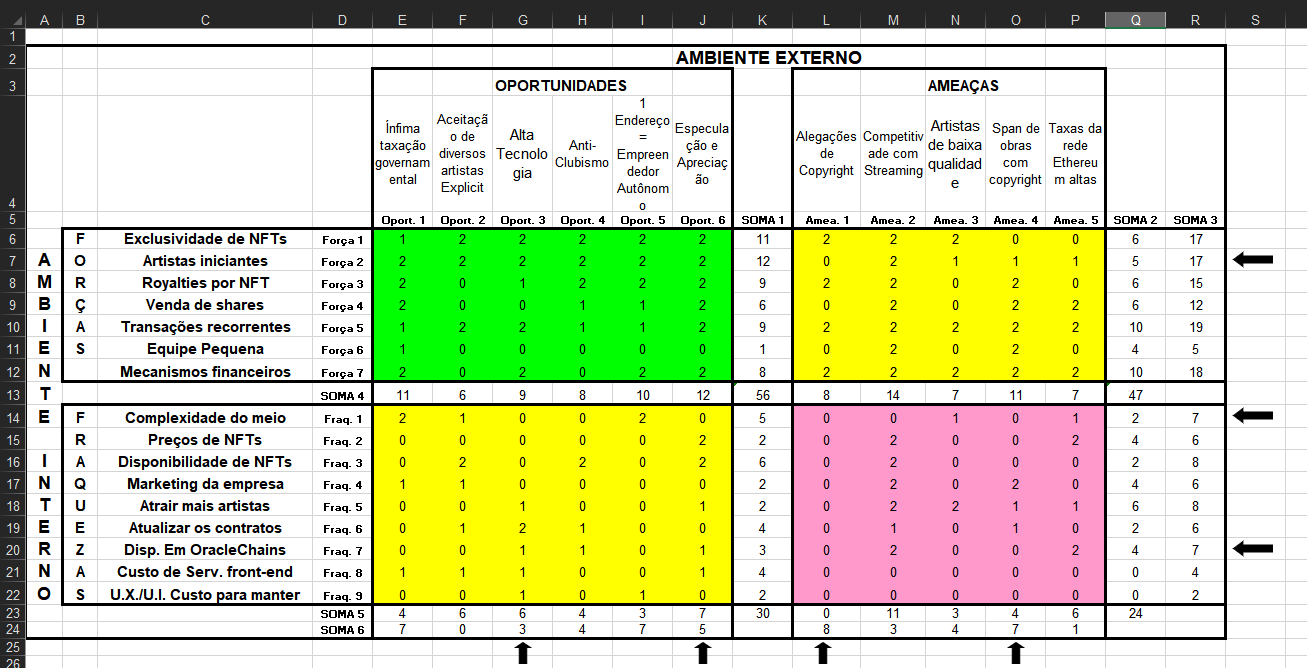 A B C D E F G H I J K L M N O P Q R S
1
2 AMBIENTE EXTERNO
3 OPORTUNIDADES AMEAÇAS
4 Ínfima taxação governam ental Aceitaçã o de diversos artistas Explicit Alta Tecnolo gia Anti-Clubismo 1 Endereço = Empreen dedor Autônom o Especula ção e Apreciaç ão Alegações de Copyright Competitiv ade com Streaming Artistas de baixa qualidad e Span de obras com copyright Taxas da rede Ethereu m altas
5 Oport. 1 Oport. 2 Oport. 3 Oport. 4 Oport. 5 Oport. 6 SOMA 1 Amea. 1 Amea. 2 Amea. 3 Amea. 4 Amea. 5 SOMA 2 SOMA 3
6 F Exclusividade de NFTs Força 1 1 2 2 2 2 2 11 2 2 2 0 0 6 17
7 A O Artistas iniciantes Força 2 2 2 2 2 2 2 12 0 2 1 1 1 5 17
8 M R Royalties por NFT Força 3 2 0 1 2 2 2 9 2 2 0 2 0 6 15
9 B Ç Venda de shares Força 4 2 0 0 1 1 2 6 0 2 0 2 2 6 12
10 I A Transações recorrentes Força 5 1 2 2 1 1 2 9 2 2 2 2 2 10 19
11 E S Equipe Pequena Força 6 1 0 0 0 0 0 1 0 2 0 2 0 4 5
12 N Mecanismos financeiros Força 7 2 0 2 0 2 2 8 2 2 2 2 2 10 18
13 T SOMA 4 11 6 9 8 10 12 56 8 14 7 11 7 47
14 E F Complexidade do meio Fraq. 1 2 1 0 0 2 0 5 0 0 1 0 1 2 7
15 R Preços de NFTs Fraq. 2 0 0 0 0 0 2 2 0 2 0 0 2 4 6
16 I A Disponibilidade de NFTs Fraq. 3 0 2 0 2 0 2 6 0 2 0 0 0 2 8
17 N Q Marketing da empresa Fraq. 4 1 1 0 0 0 0 2 0 2 0 2 0 4 6
18 T U Atrair mais artistas Fraq. 5 0 0 1 0 0 1 2 0 2 2 1 1 6 8
19 E E Atualizar os contratos Fraq. 6 0 1 2 1 0 0 4 0 1 0 1 0 2 6
20 R Z Disp. Em OracleChains Fraq. 7 0 0 1 1 0 1 3 0 2 0 0 2 4 7
21 N A Custo de Serv. front-end Fraq. 8 1 1 1 0 0 1 4 0 0 0 0 0 0 4
22 O S U.X./U.I. Custo para manter Fraq. 9 0 0 1 0 1 0 2 0 0 0 0 0 0 2
23 SOMA 5 4 6 6 4 3 7 30 0 11 3 4 6 24
24 SOMA 6 7 0 3 4 7 5 8 3 4 7 1
25
26